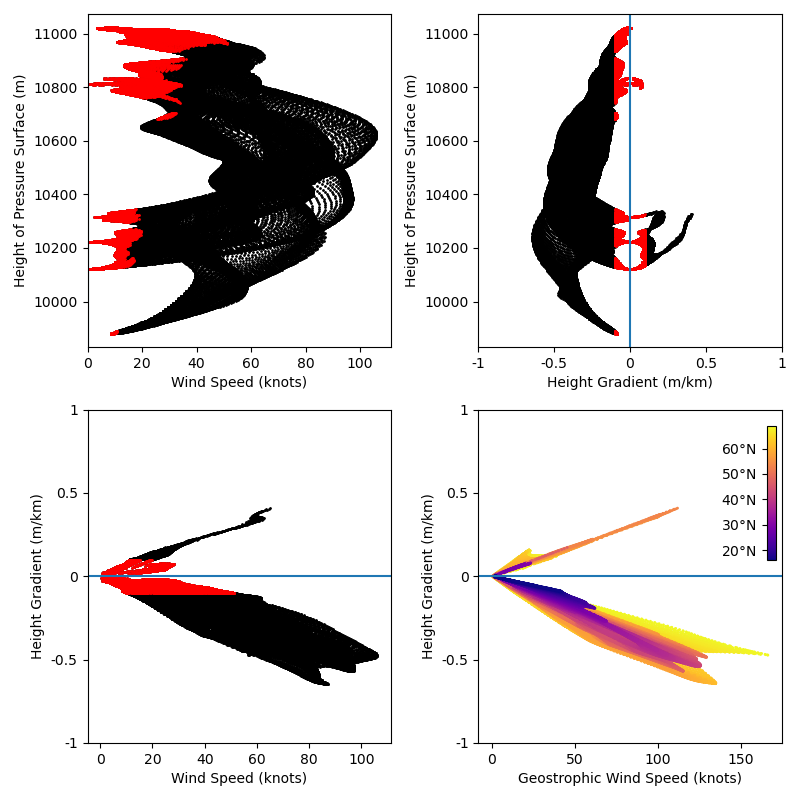 11000
10800
10600
10400
10200
10000
Height of Pressure Surface (m)
0 20 40 60 80 100
Wind Speed (knots)
11000
10800
10600
10400
10200
10000
Height of Pressure Surface (m)
-1 -0.5 0 0.5 1
Height Gradient (m/km)
1
0.5
0
-0.5
-1
Height Gradient (m/km)
0 20 40 60 80 100
Wind Speed (knots)
1
0.5
0
-0.5
-1
Height Gradient (m/km)
60°N
50°N
40°N
30°N
20°N
0 50 100 150
Geostrophic Wind Speed (knots)